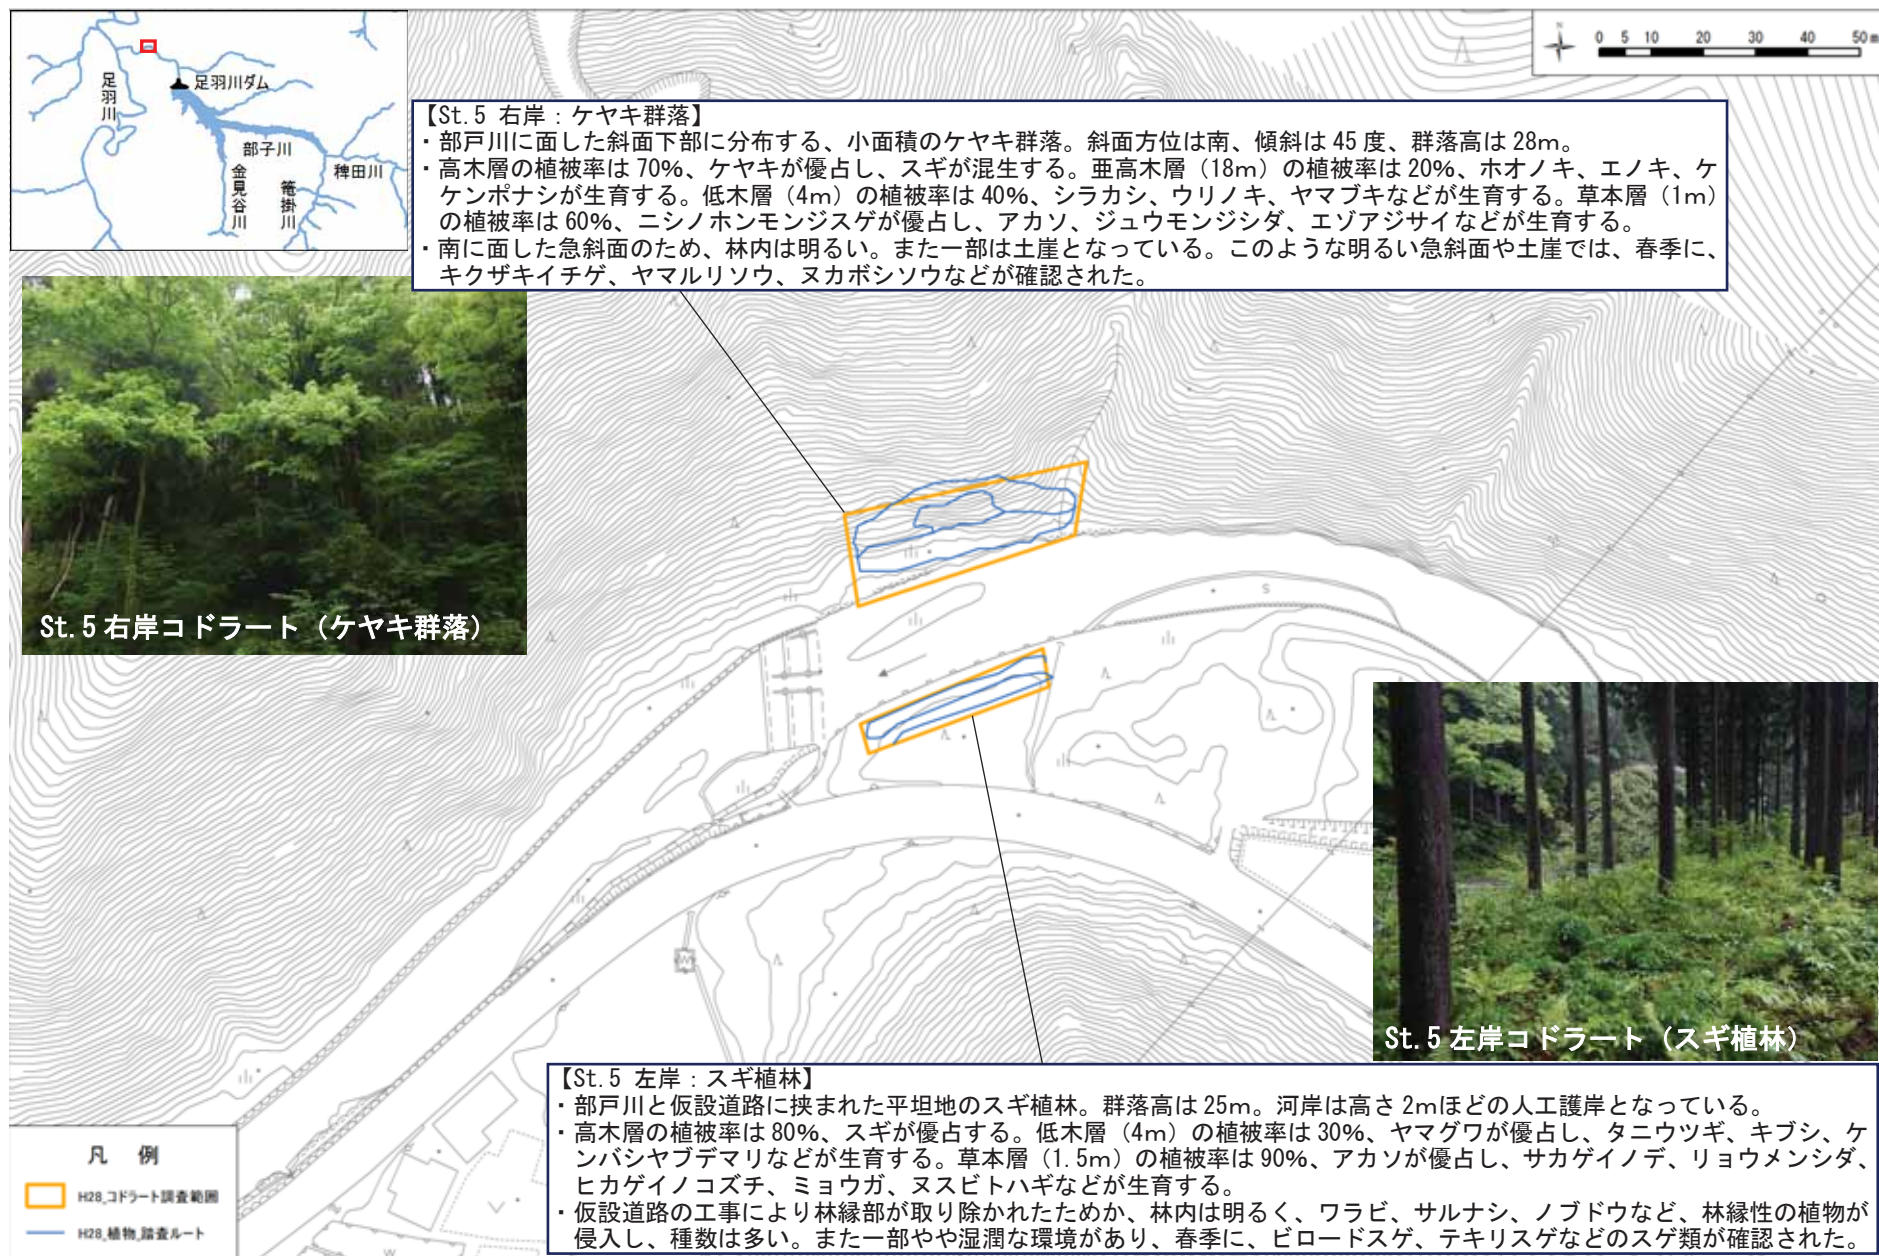 足羽川
足羽川ダム
部子川
金見谷川
篭掛川
稗田川
N
0 5 10 20 30 40 50m
【St.5 右岸：ケヤキ群落】
・部戸川に面した斜面下部に分布する、小面積のケヤキ群落。斜面方位は南、傾斜は45度、群落高は28m。
・高木層の植被率は70%、ケヤキが優占し、スギが混生する。亜高木層（18m）の植被率は20%、ホオノキ、エノキ、ケ
ケンポナシが生育する。低木層（4m）の植被率は40%、シラカシ、ウリノキ、ヤマブキなどが生育する。草本層（1m）
の植被率は60%、ニシノホンモンジスゲが優占し、アカソ、ジュウモンジシダ、エゾアジサイなどが生育する。
・南に面した急斜面のため、林内は明るい。また一部は土崖となっている。このような明るい急斜面や土崖では、春季に、
キクザキイチゲ、ヤマルリソウ、ヌカボシソウなどが確認された。
St.5右岸コドラート（ケヤキ群落）
S
W
St.5左岸コドラート（スギ植林）
【St.5 左岸：スギ植林】
・部戸川と仮設道路に挟まれた平坦地のスギ植林。群落高は25m。河岸は高さ2mほどの人工護岸となっている。
・高木層の植被率は80%、スギが優占する。低木層（4m）の植被率は30%、ヤマグワが優占し、タニウツギ、キブシ、ケ
ンバシヤブデマリなどが生育する。草本層（1.5m）の植被率は90%、アカソが優占し、サカゲイノデ、リョウメンシダ、
ヒカゲイノコズチ、ミョウガ、ヌスビトハギなどが生育する。
・仮設道路の工事により林縁部が取り除かれたためか、林内は明るく、ワラビ、サルナシ、ノブドウなど、林縁性の植物が
侵入し、種数は多い。また一部やや湿潤な環境があり、春季に、ビロードスゲ、テキリスゲなどのスゲ類が確認された。
凡 例
H28_コドラート調査範囲
H28_植物_踏査ルート
W